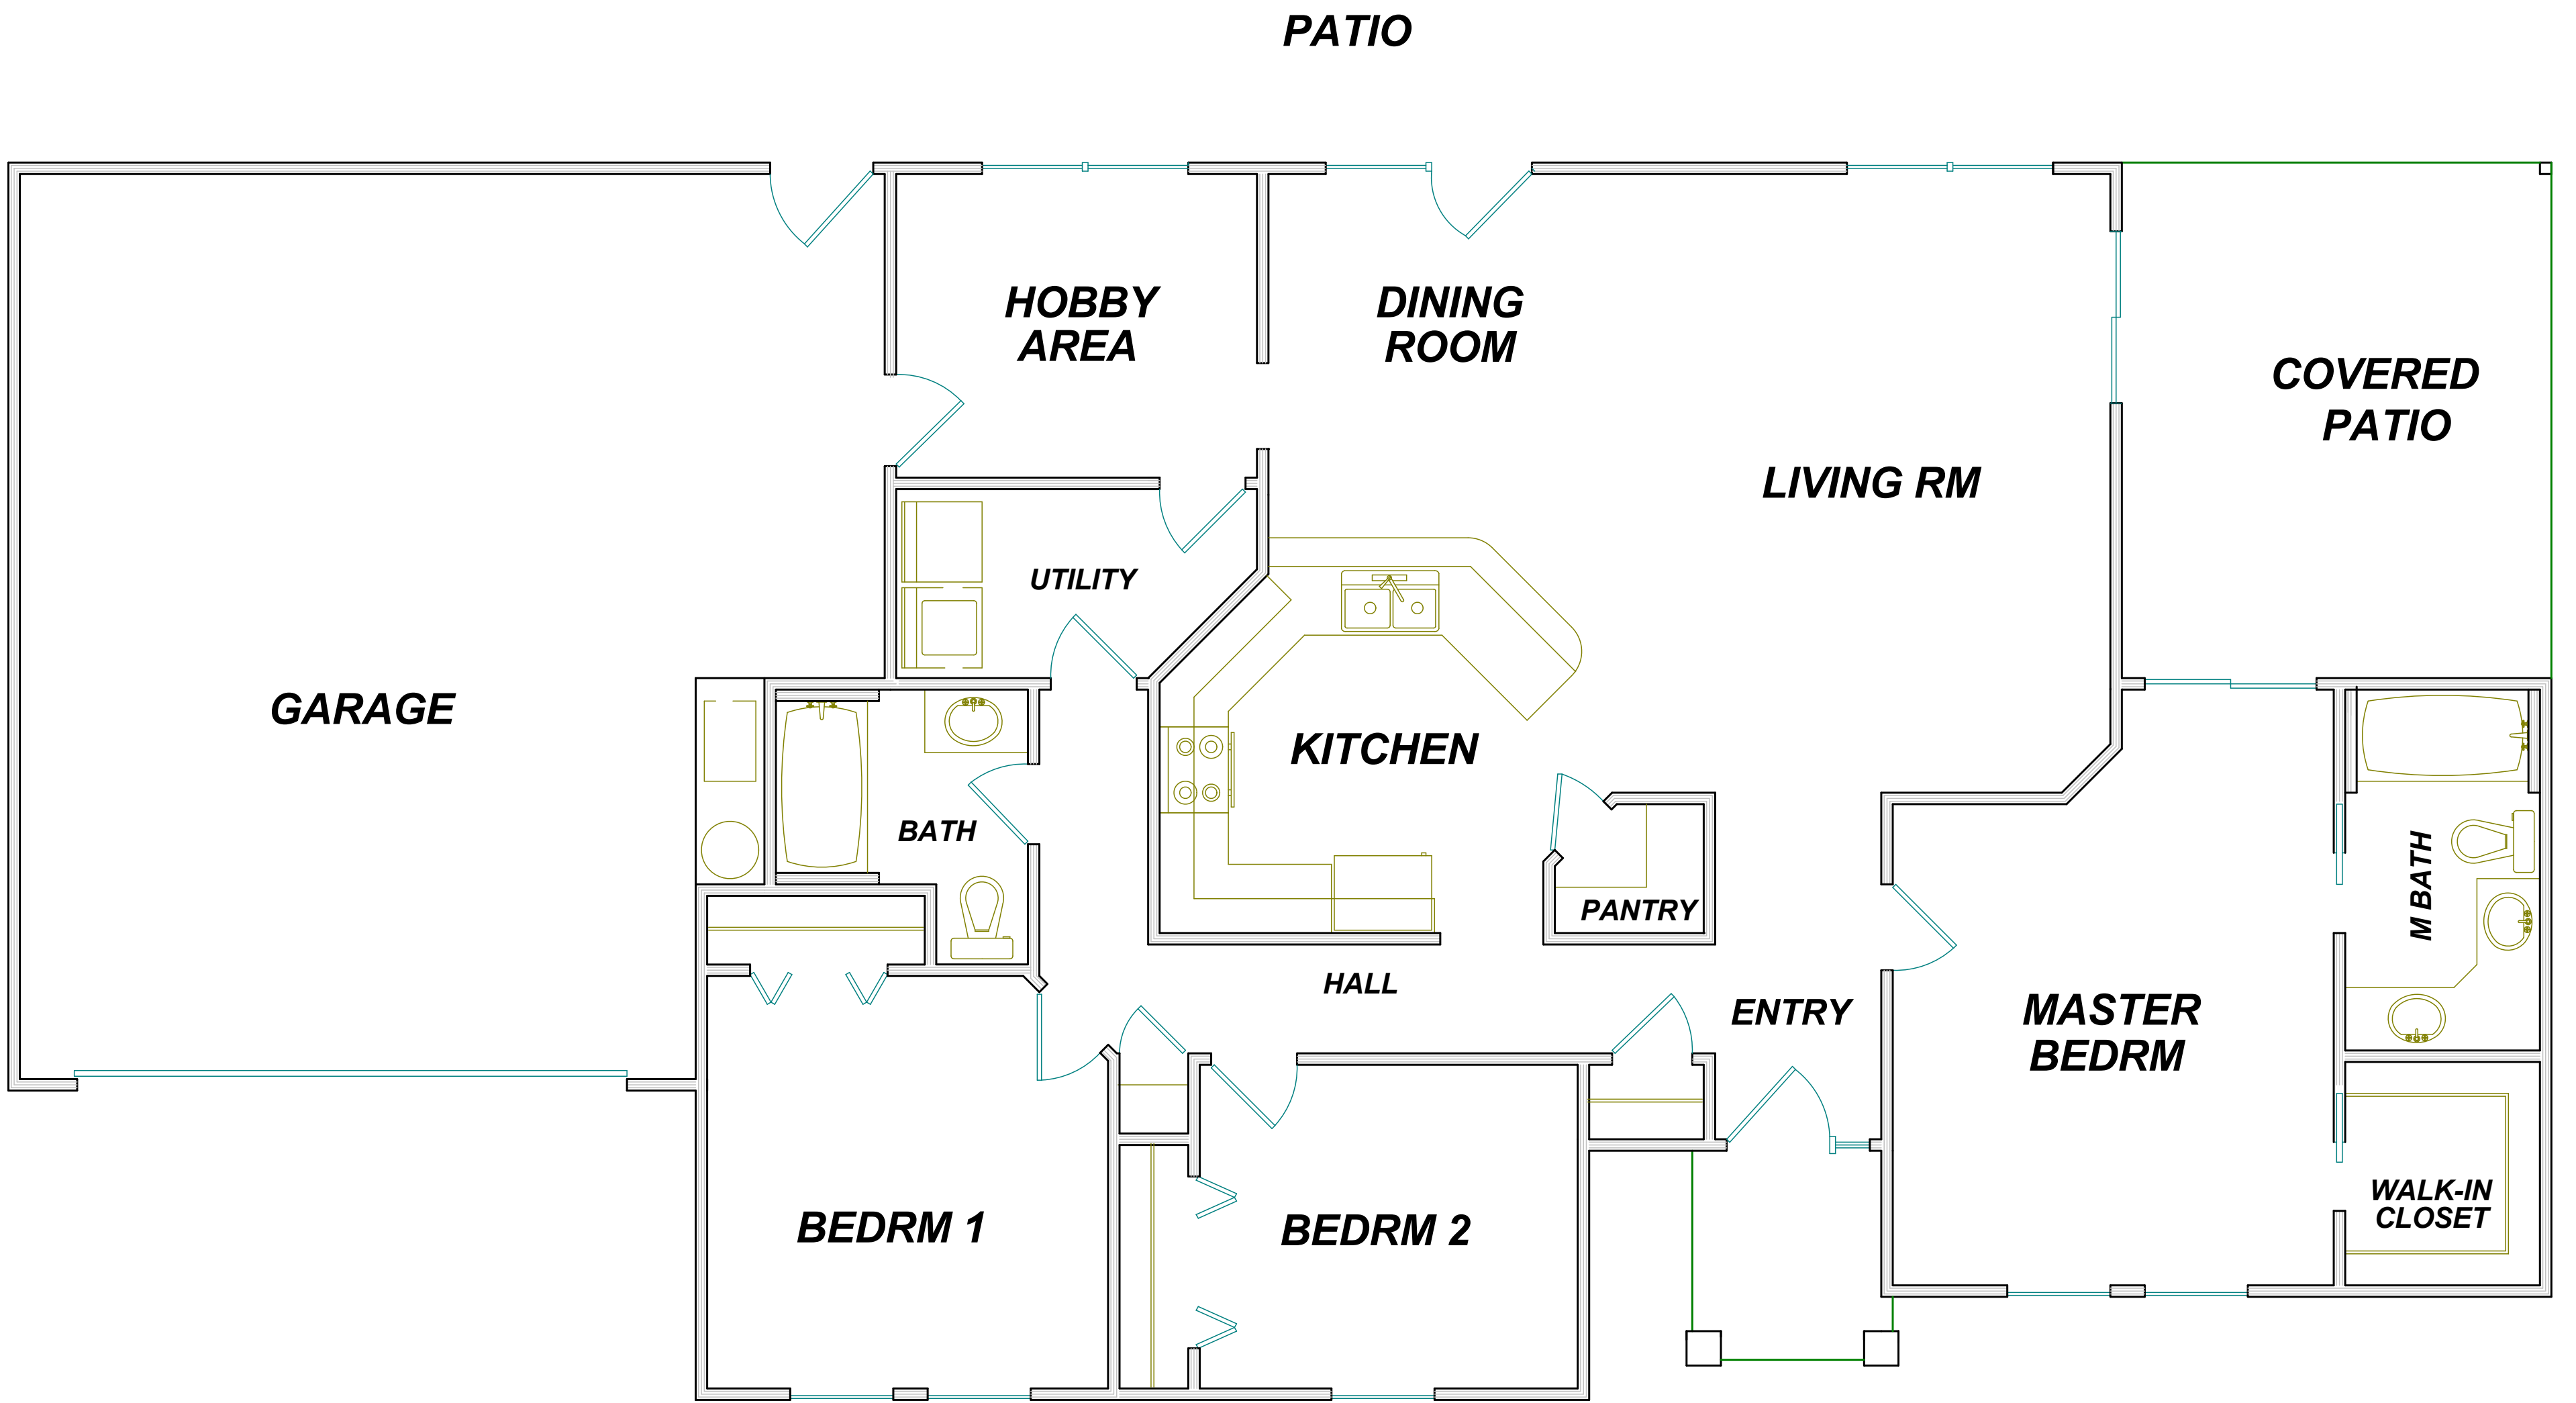 PATIO
HOBBY
AREA
DINING
ROOM
COVERED
PATIO
LIVING RM
UTILITY
GARAGE
KITCHEN
BATH
M BATH
PANTRY
HALL
ENTRY
MASTER
BEDRM
WALK-IN
CLOSET
BEDRM 1
BEDRM 2